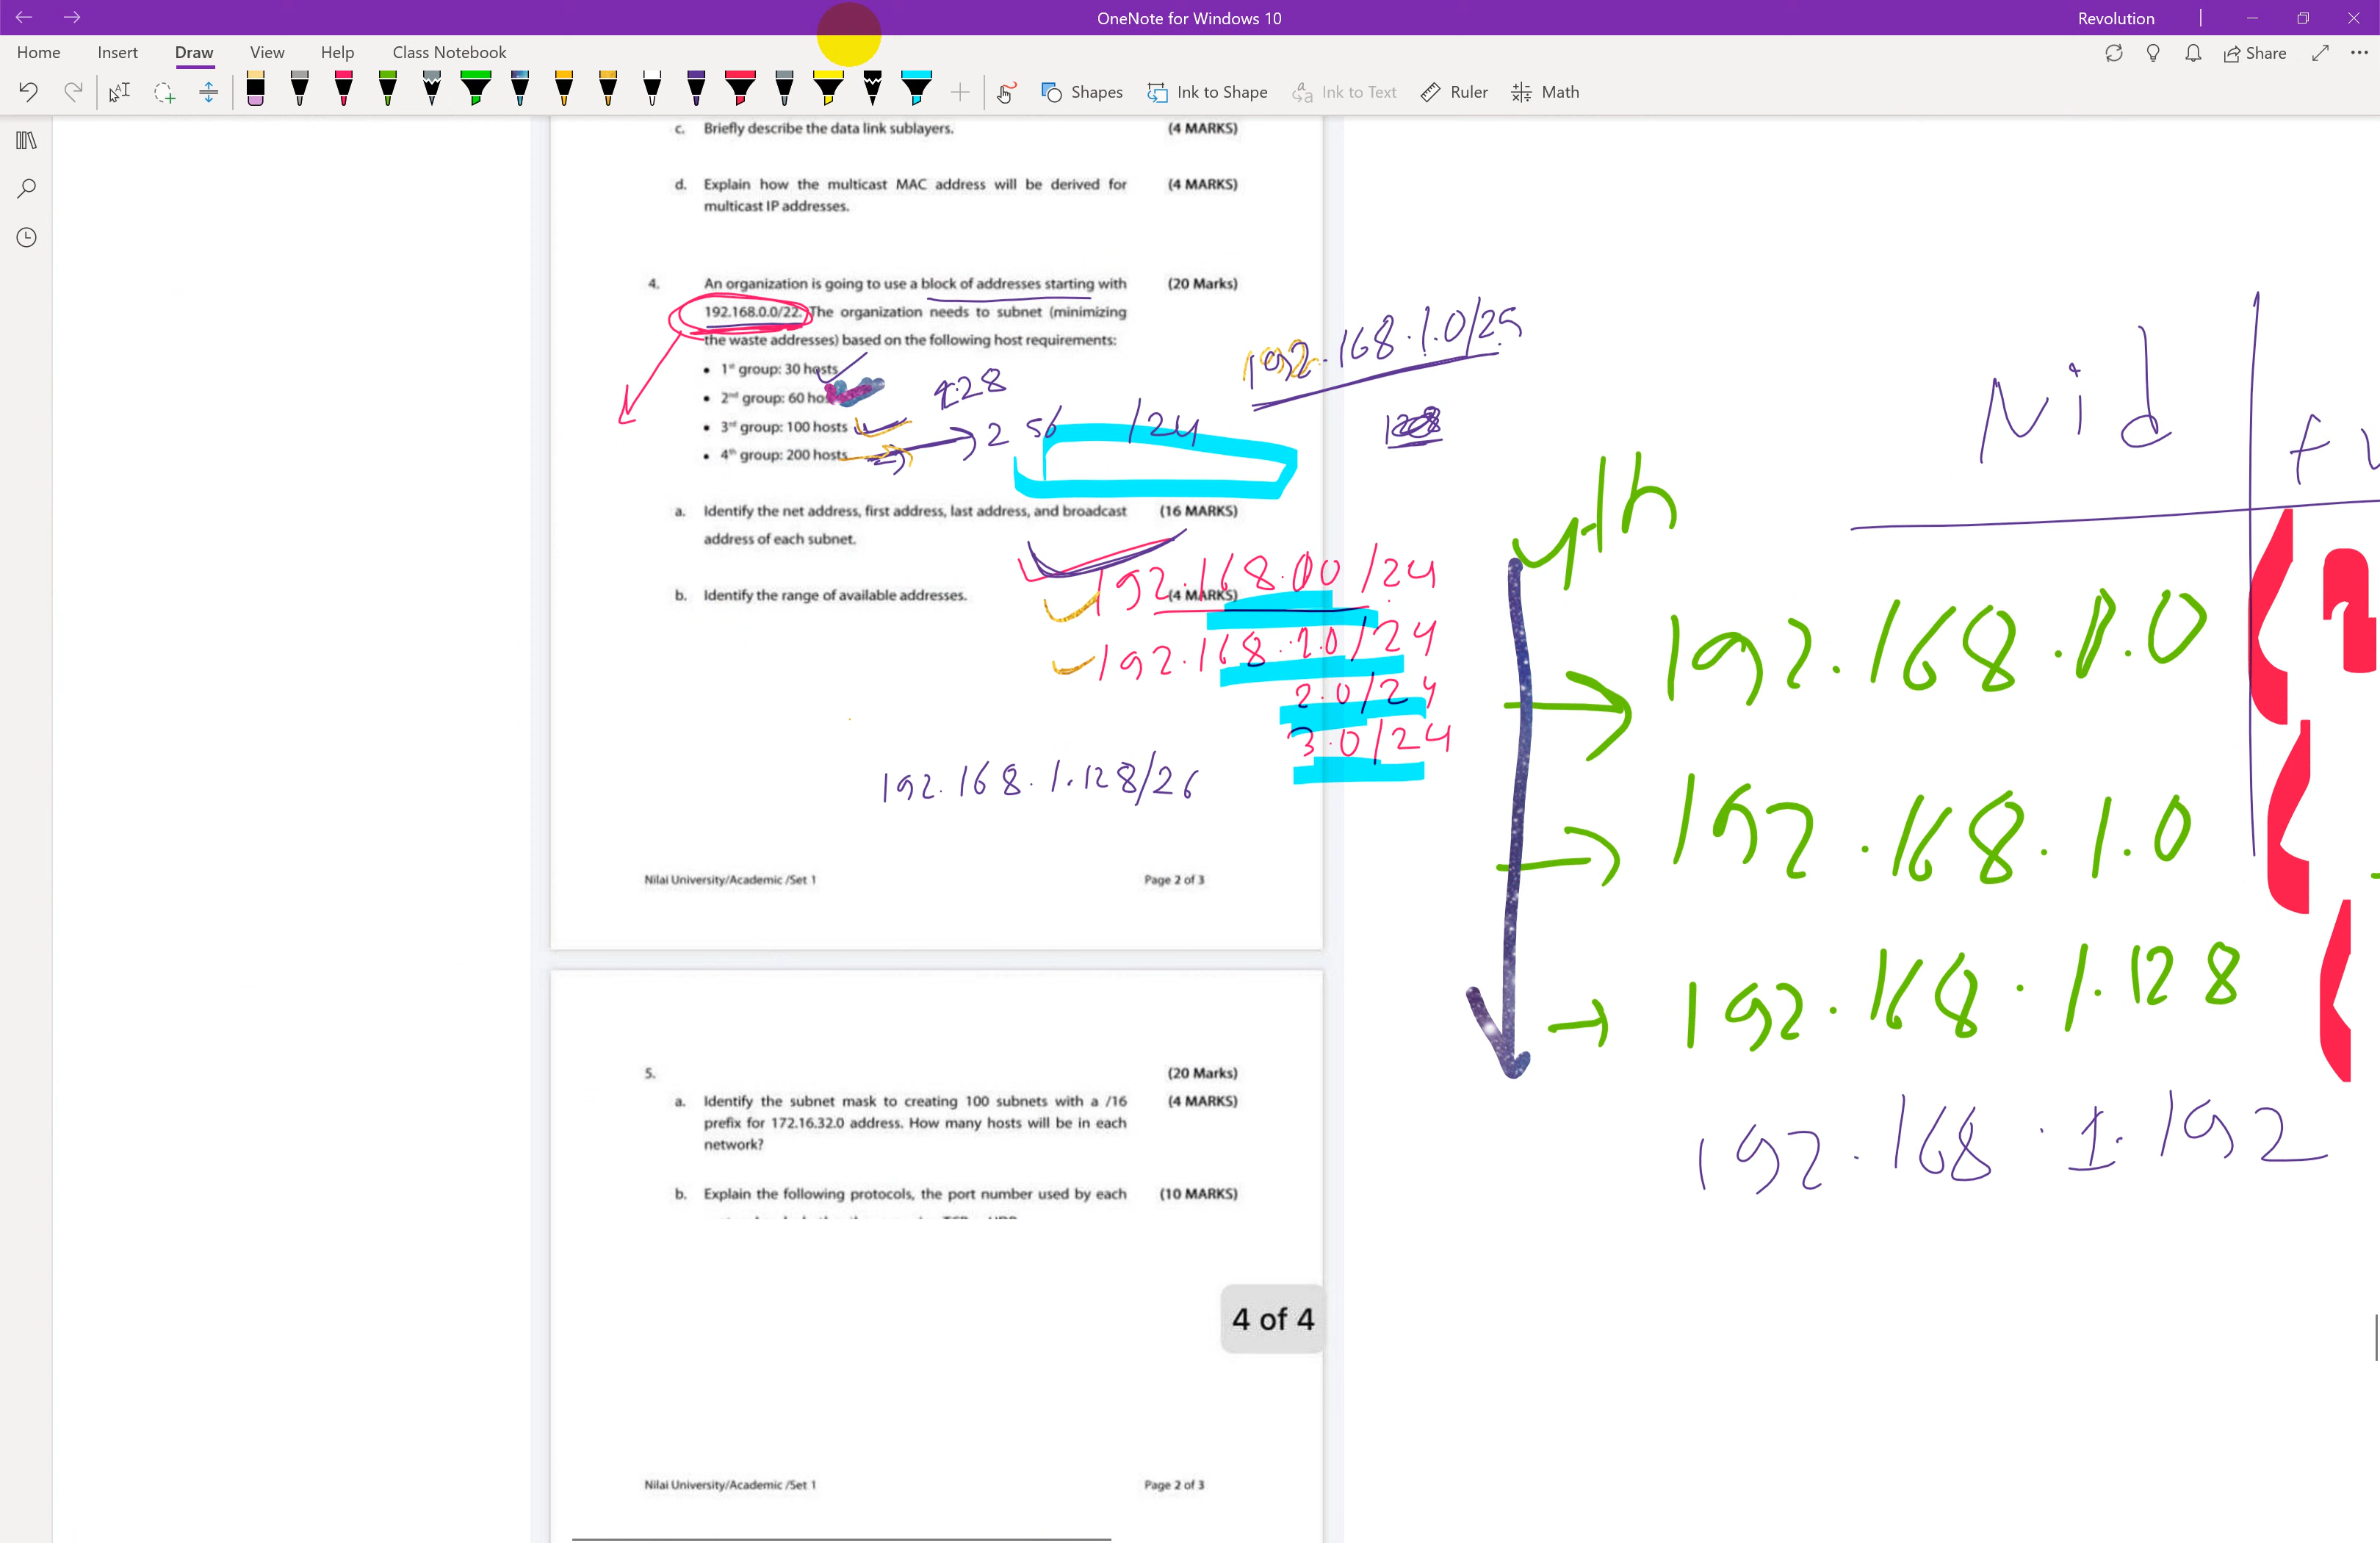 OneNote for Windows 10
Revolution
Home Insert Draw View Help Class Notebook
Share
Shapes Ink to Shape Ink to Text Ruler Math
c. Briefly describe the data link sublayers. (4 MARKS)
d. Explain how the multicast MAC address will be derived for (4 MARKS)
multicast IP addresses.
4. An organization is going to use a block of addresses starting with (20 Marks)
192.168.0.0/22. The organization needs to subnet (minimizing
the waste addresses) based on the following host requirements:
• 1st group: 30 hosts
• 2nd group: 60 hos
• 3rd group: 100 hosts
• 4th group: 200 hosts
128
256 /24
192.168.1.0/25
128
a. Identify the net address, first address, last address, and broadcast (16 MARKS)
address of each subnet.
b. Identify the range of available addresses. (4 MARKS)
192.168.00/24
192.168.1.0/24
2.0/24
3.0/24
192.168.1.128/26
Nilai University/Academic /Set 1 Page 2 of 3
Nid
4th
192.168.0.0
192.168.1.0
192.168.1.128
192.168.1.192
5. (20 Marks)
a. Identify the subnet mask to creating 100 subnets with a /16 (4 MARKS)
prefix for 172.16.32.0 address. How many hosts will be in each
network?
b. Explain the following protocols, the port number used by each (10 MARKS)
4 of 4
Nilai University/Academic /Set 1 Page 2 of 3